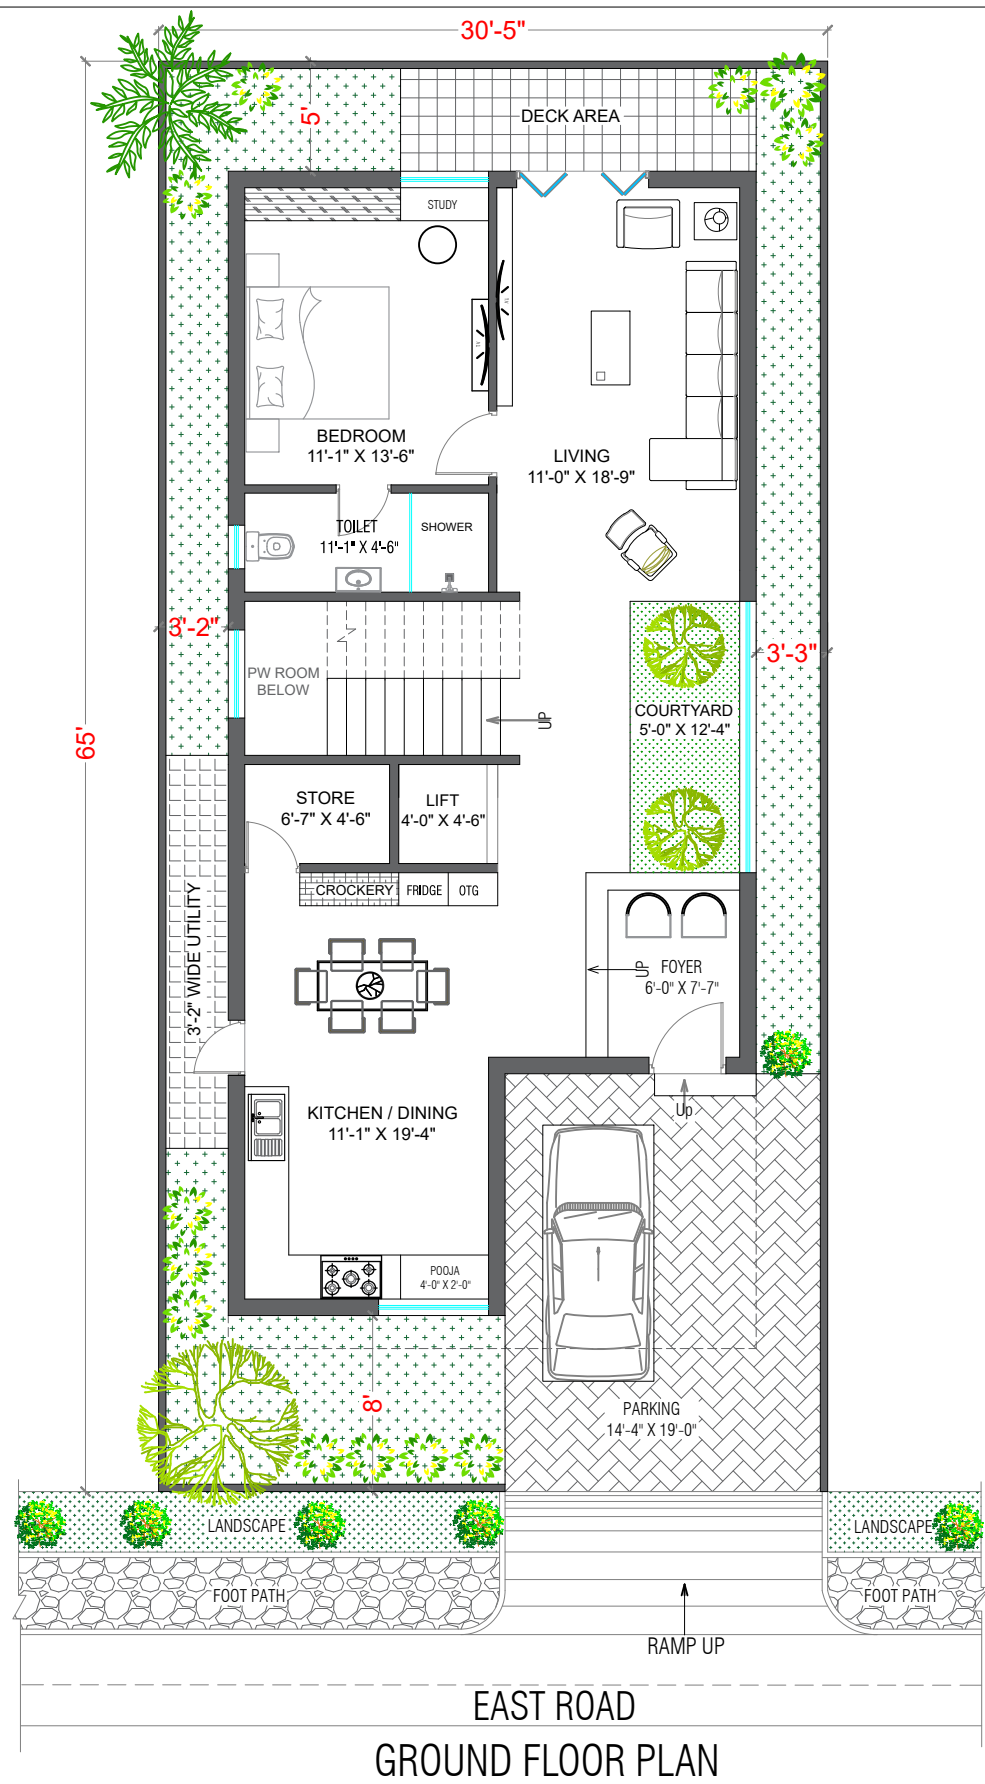 30'-5"
5'
DECK AREA
STUDY
BEDROOM
11'-1" X 13'-6"
LIVING
11'-0" X 18'-9"
TOILET
11'-1" X 4'-6"
SHOWER
3'-2"
PW ROOM
BELOW
UP
3'-3"
COURTYARD
5'-0" X 12'-4"
65'
STORE
6'-7" X 4'-6"
LIFT
4'-0" X 4'-6"
CROCKERY
FRIDGE
OTG
3'-2" WIDE UTILITY
UP
FOYER
6'-0" X 7'-7"
Up
KITCHEN / DINING
11'-1" X 19'-4"
POOJA
4'-0" X 2'-0"
8'
PARKING
14'-4" X 19'-0"
LANDSCAPE
LANDSCAPE
FOOT PATH
FOOT PATH
RAMP UP
EAST ROAD
GROUND FLOOR PLAN